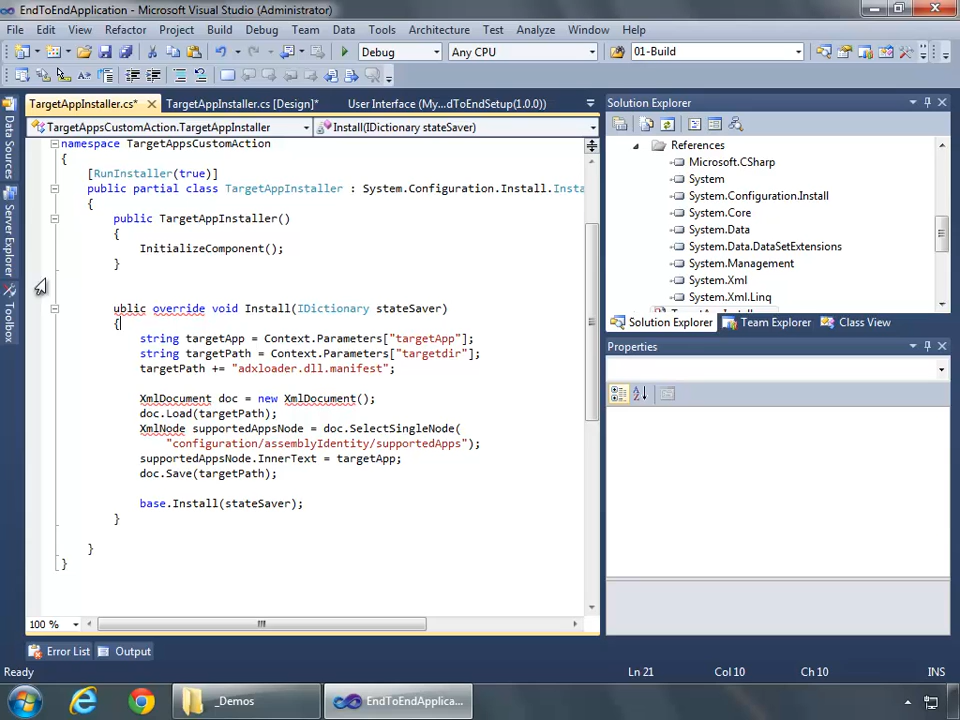 EndToEndApplication - Microsoft Visual Studio (Administrator)
File Edit View Refactor Project Build Debug Team Data Tools Architecture Test Analyze Window Help
Debug Any CPU 01-Build
TargetAppInstaller.cs* TargetAppInstaller.cs [Design]* User Interface (My...dToEndSetup(1.0.0))
TargetAppsCustomAction.TargetAppInstaller Install(IDictionary stateSaver)
namespace TargetAppsCustomAction
{
[RunInstaller(true)]
public partial class TargetAppInstaller : System.Configuration.Install.Insta
{
public TargetAppInstaller()
{
InitializeComponent();
}
ublic override void Install(IDictionary stateSaver)
{
string targetApp = Context.Parameters["targetApp"];
string targetPath = Context.Parameters["targetdir"];
targetPath += "adxloader.dll.manifest";
XmlDocument doc = new XmlDocument();
doc.Load(targetPath);
XmlNode supportedAppsNode = doc.SelectSingleNode(
"configuration/assemblyIdentity/supportedApps");
supportedAppsNode.InnerText = targetApp;
doc.Save(targetPath);
base.Install(stateSaver);
}
}
}
100 %
Data Sources
Server Explorer
Toolbox
Solution Explorer
References
Microsoft.CSharp
System
System.Configuration.Install
System.Core
System.Data
System.Data.DataSetExtensions
System.Management
System.Xml
System.Xml.Linq
Solution Explorer Team Explorer Class View
Properties
Error List Output
Ready Ln 21 Col 10 Ch 10 INS
_Demos EndToEndApplica...